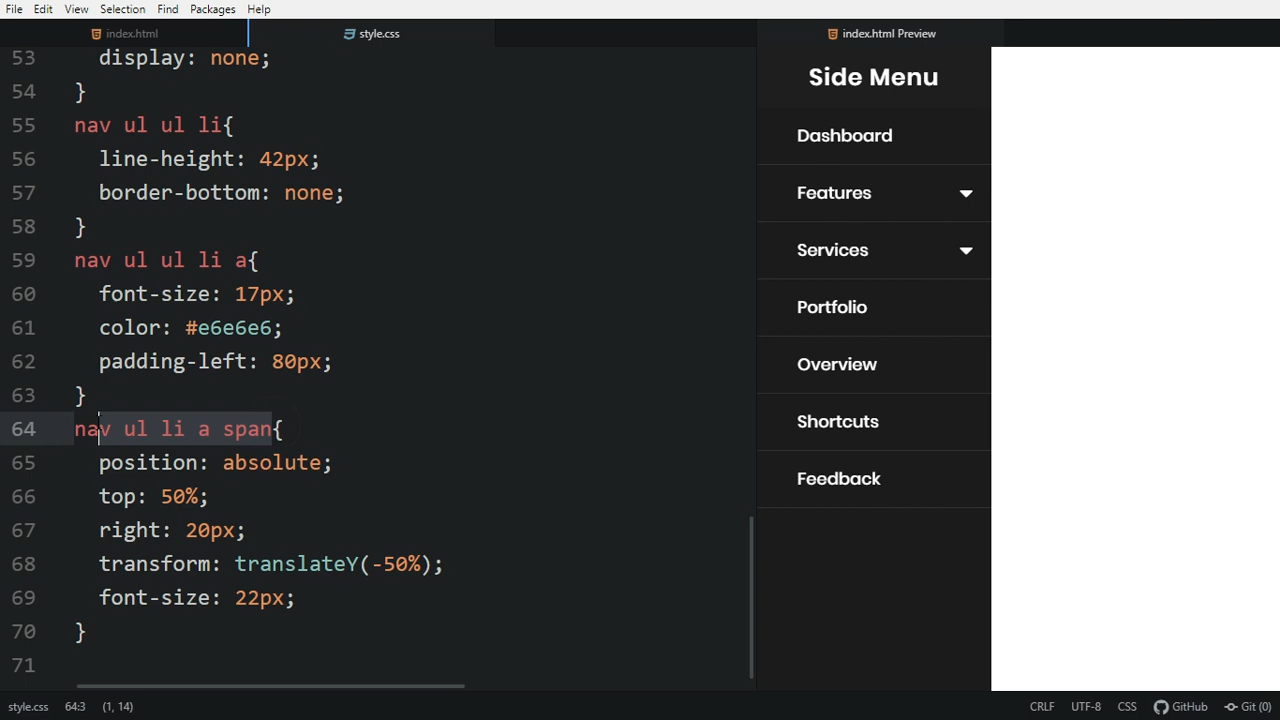 File Edit View Selection Find Packages Help
index.html style.css index.html Preview
53 display: none;
54 }
55 nav ul ul li{
56 line-height: 42px;
57 border-bottom: none;
58 }
59 nav ul ul li a{
60 font-size: 17px;
61 color: #e6e6e6;
62 padding-left: 80px;
63 }
64 nav ul li a span{
65 position: absolute;
66 top: 50%;
67 right: 20px;
68 transform: translateY(-50%);
69 font-size: 22px;
70 }
71
Side Menu
Dashboard
Features
Services
Portfolio
Overview
Shortcuts
Feedback
style.css 64:3 (1, 14) CRLF UTF-8 CSS GitHub Git (0)